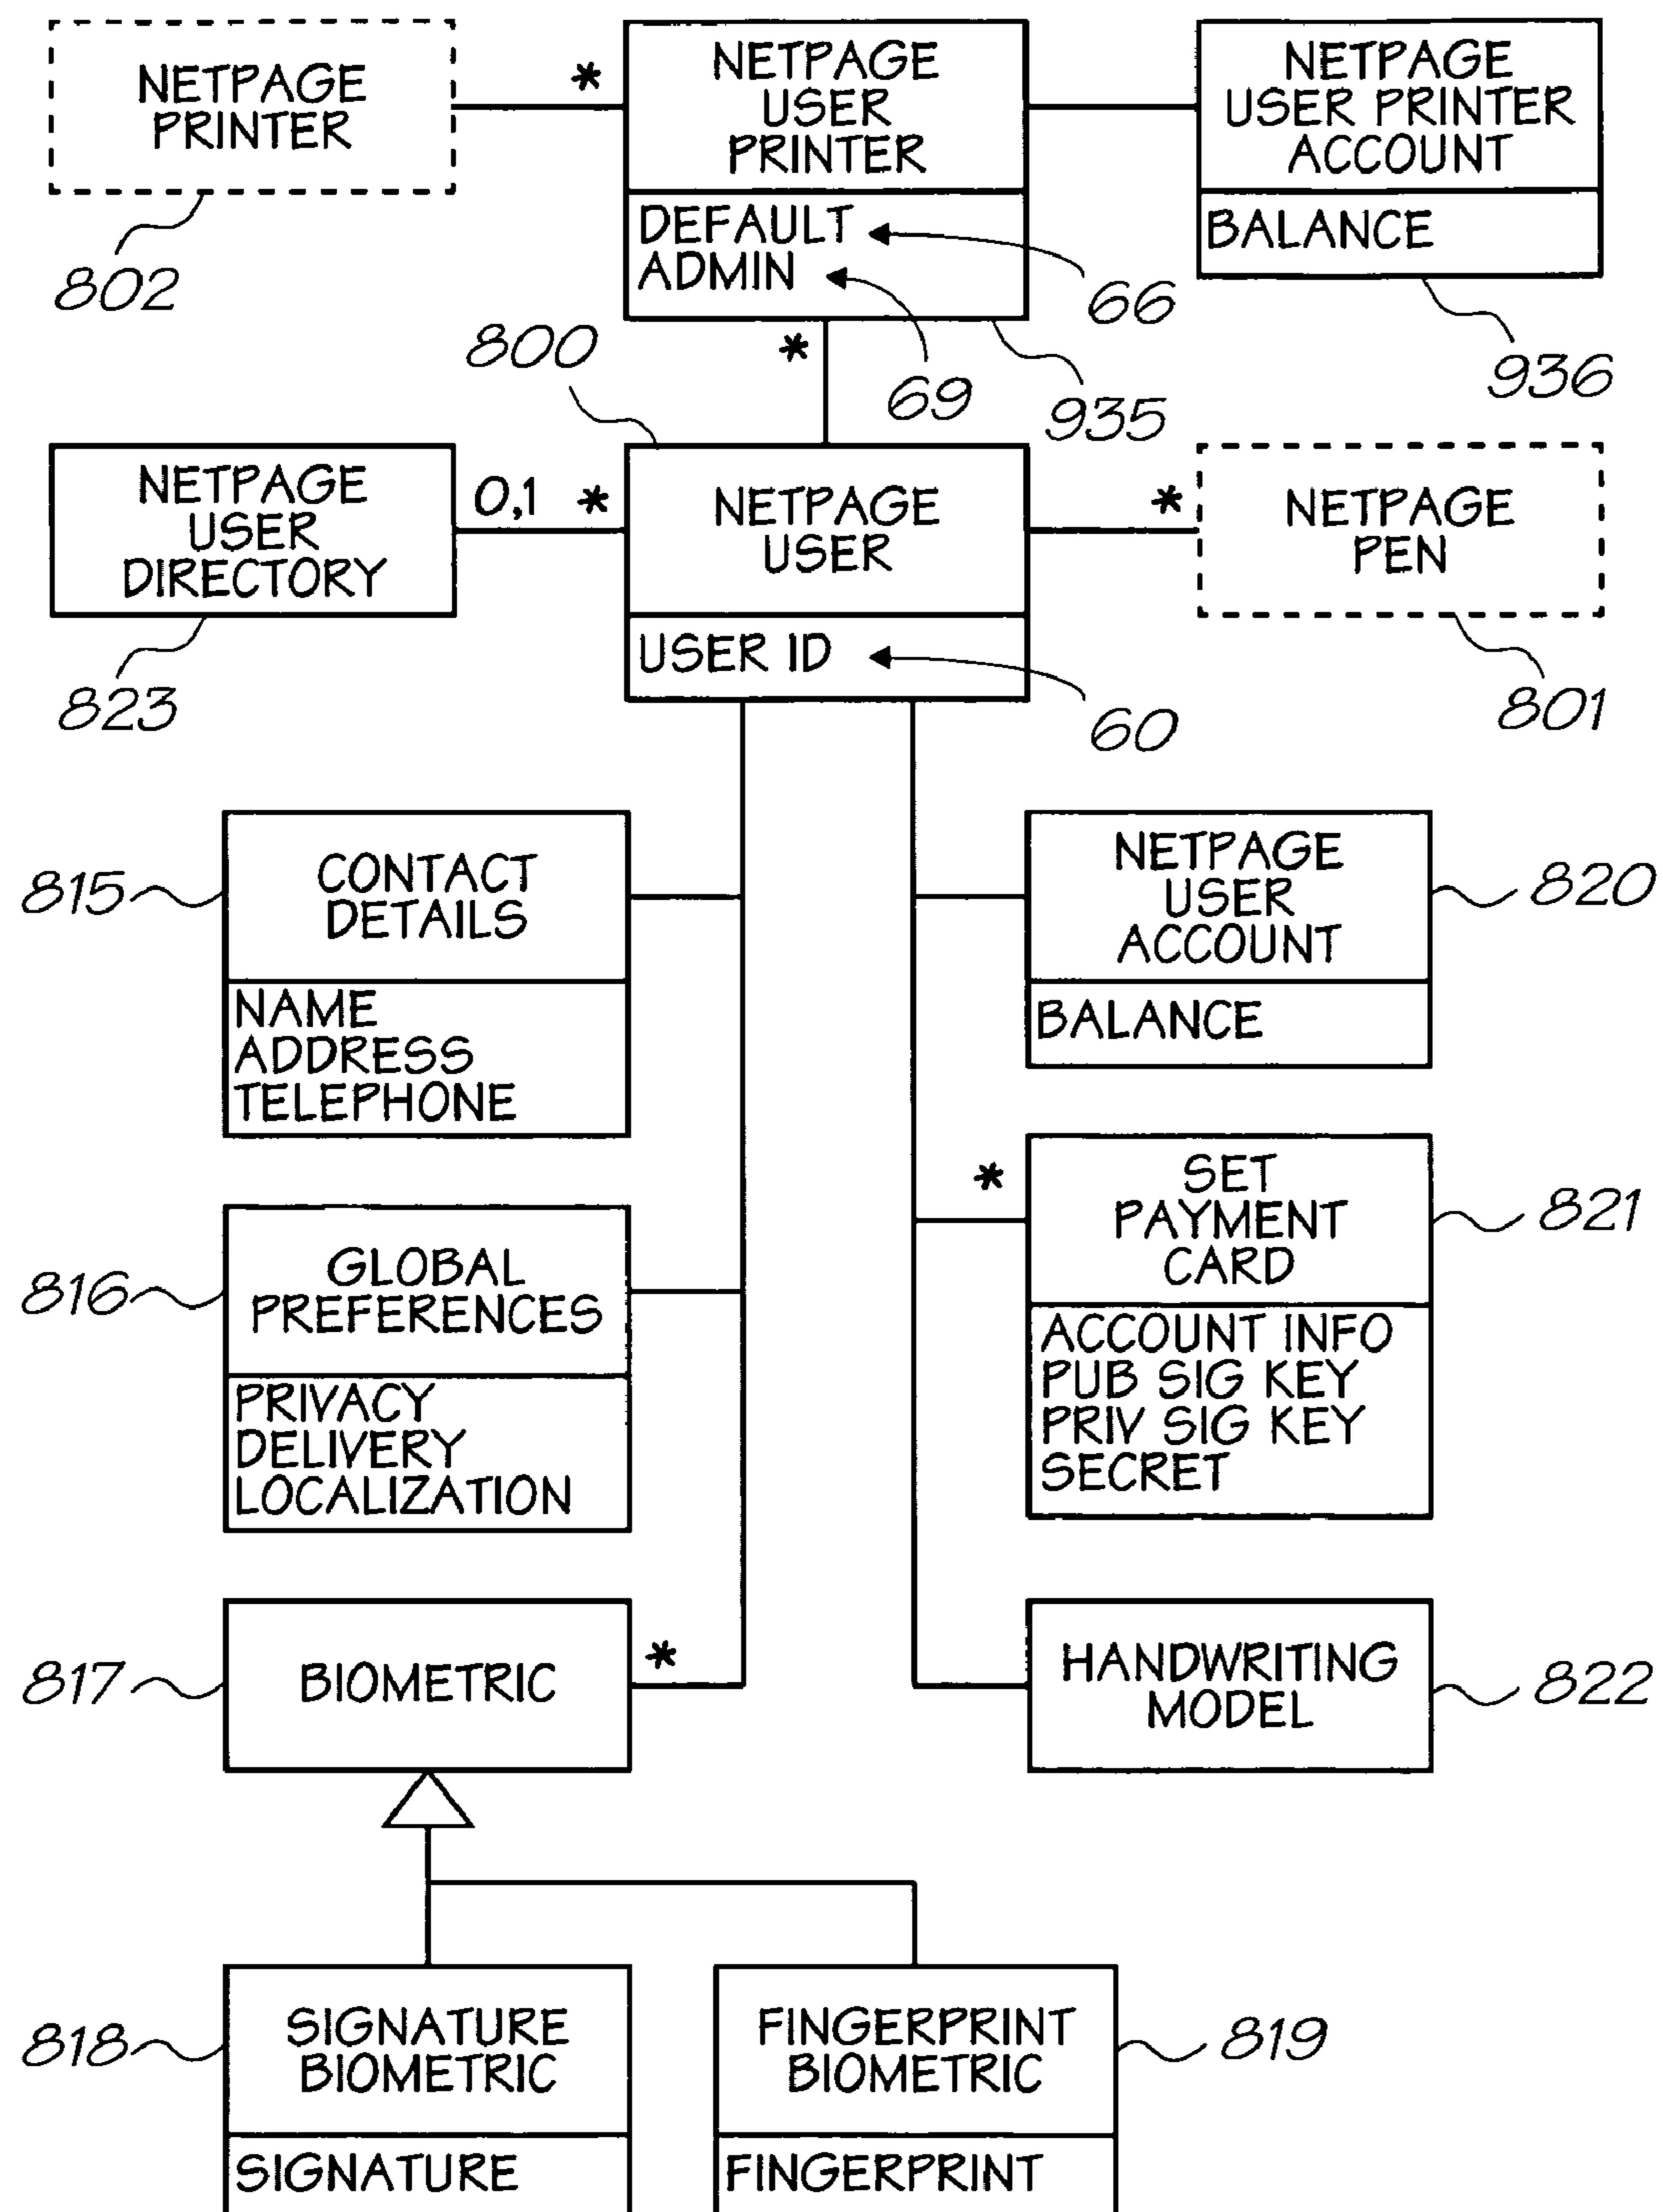 NETPAGE
PRINTER
802
*
NETPAGE
USER
PRINTER
DEFAULT
ADMIN
66
69
935
NETPAGE
USER PRINTER
ACCOUNT
BALANCE
936
*
800
NETPAGE
USER
DIRECTORY
823
0,1 *
NETPAGE
USER
USER ID
60
*
NETPAGE
PEN
801
815
CONTACT
DETAILS
NAME
ADDRESS
TELEPHONE
NETPAGE
USER
ACCOUNT
BALANCE
820
816
GLOBAL
PREFERENCES
PRIVACY
DELIVERY
LOCALIZATION
*
SET
PAYMENT
CARD
ACCOUNT INFO
PUB SIG KEY
PRIV SIG KEY
SECRET
821
817
BIOMETRIC
*
HANDWRITING
MODEL
822
818
SIGNATURE
BIOMETRIC
SIGNATURE
FINGERPRINT
BIOMETRIC
FINGERPRINT
819